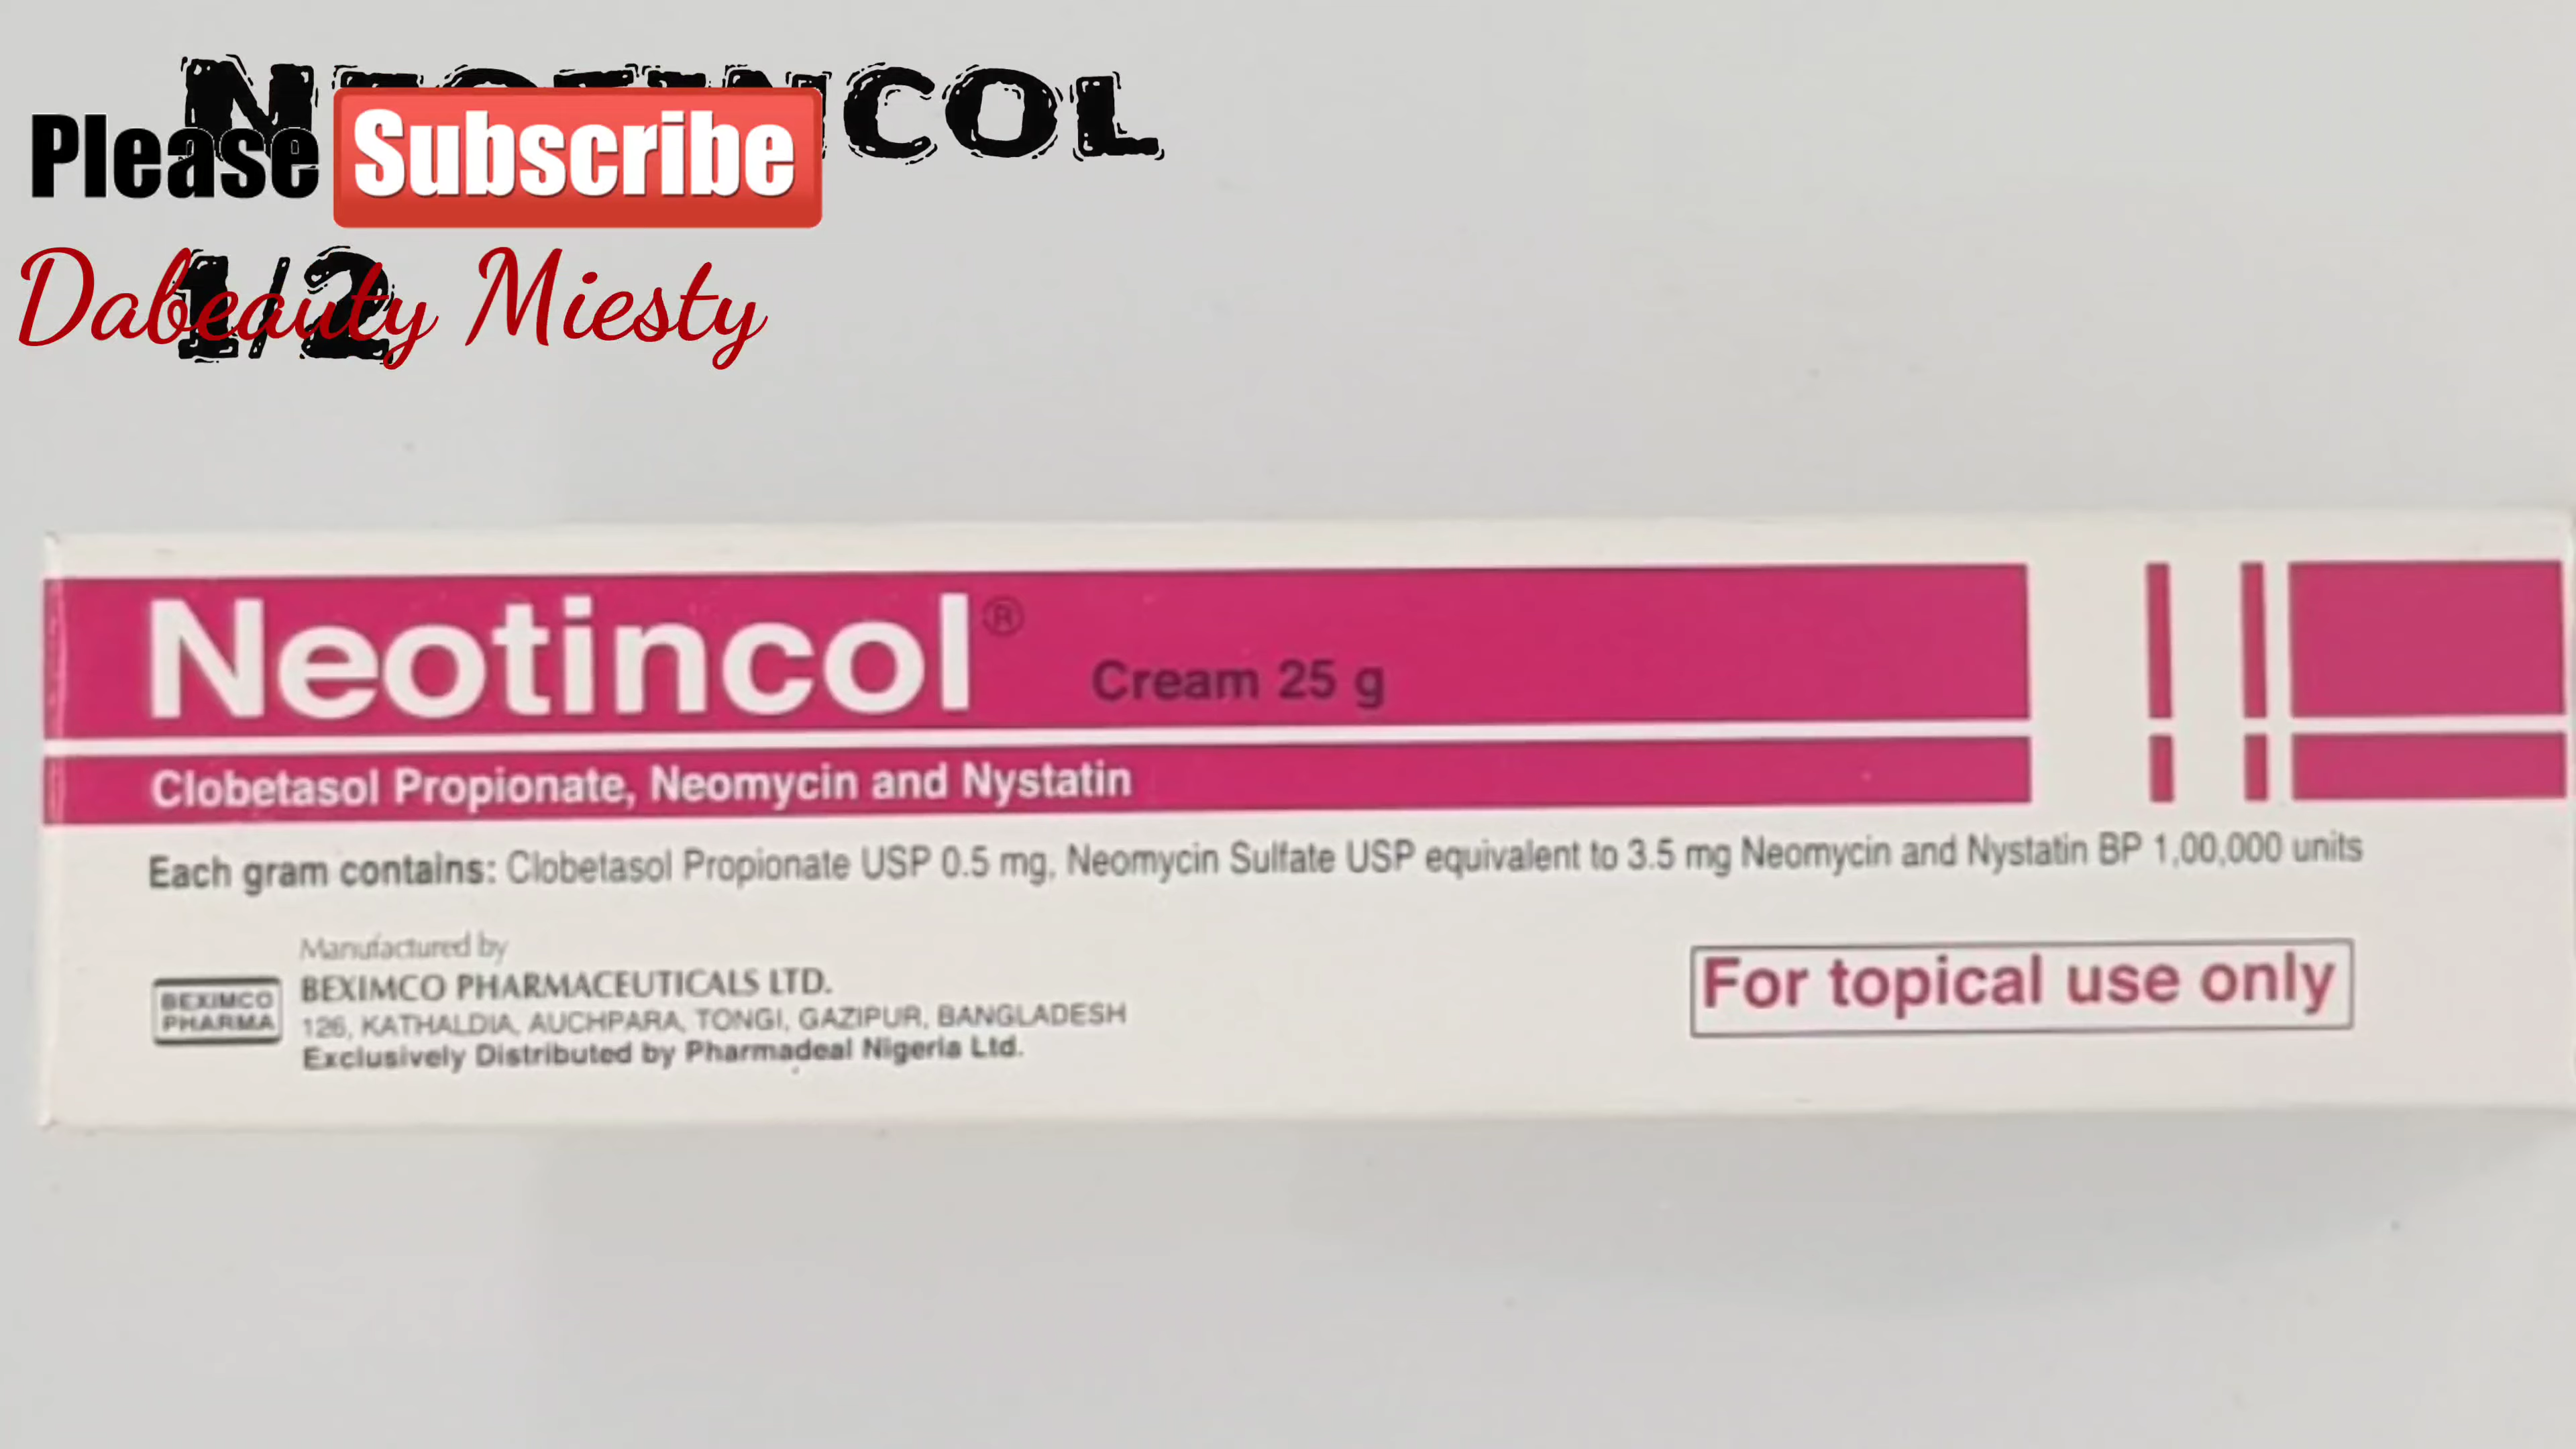 NEOTINCOL
Please Subscribe
1/2
Dabeauty Miesty
Neotincol®
Cream 25 g
Clobetasol Propionate, Neomycin and Nystatin
Each gram contains: Clobetasol Propionate USP 0.5 mg, Neomycin Sulfate USP equivalent to 3.5 mg Neomycin and Nystatin BP 1,00,000 units
Manufactured by
BEXIMCO PHARMA
BEXIMCO PHARMACEUTICALS LTD.
126, KATHALDIA, AUCHPARA, TONGI, GAZIPUR, BANGLADESH
Exclusively Distributed by Pharmadeal Nigeria Ltd.
For topical use only